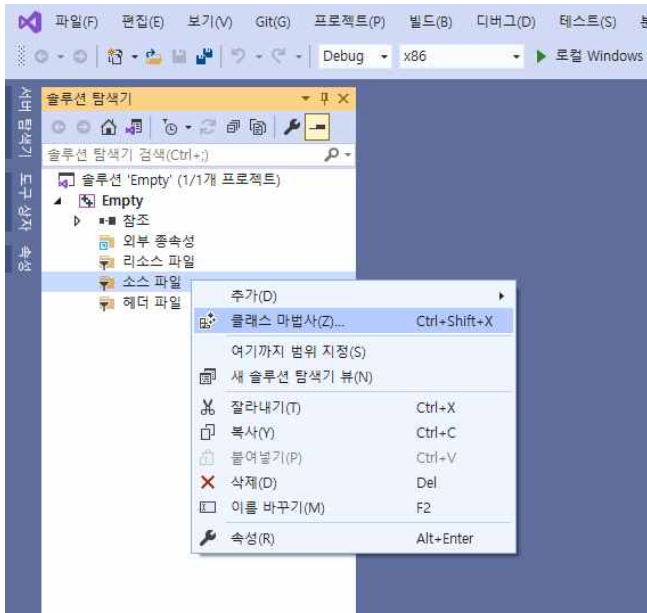 파일(F) 편집(E) 보기(V) Git(G) 프로젝트(P) 빌드(B) 디버그(D) 테스트(S)
Debug x86 로컬 Windows
서버 탐색기
도구 상자
속성
솔루션 탐색기
솔루션 탐색기 검색(Ctrl+;)
솔루션 'Empty' (1/1개 프로젝트)
Empty
참조
외부 종속성
리소스 파일
소스 파일
헤더 파일
추가(D)
클래스 마법사(Z)... Ctrl+Shift+X
여기까지 범위 지정(S)
새 솔루션 탐색기 뷰(N)
잘라내기(T) Ctrl+X
복사(Y) Ctrl+C
붙여넣기(P) Ctrl+V
삭제(D) Del
이름 바꾸기(M) F2
속성(R) Alt+Enter